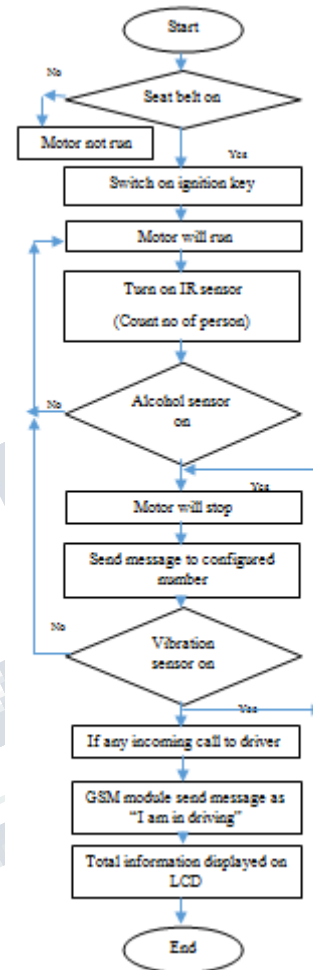 Start
No
Seat belt on
Motor not run
Yes
Switch on ignition key
Motor will run
Turn on IR sensor
(Count no of person)
Alcohol sensor
on
No
Yes
Motor will stop
Send message to configured
number
No
Vibration
sensor on
Yes
If any incoming call to driver
GSM module send message as
“I am in driving”
Total information displayed on
LCD
End